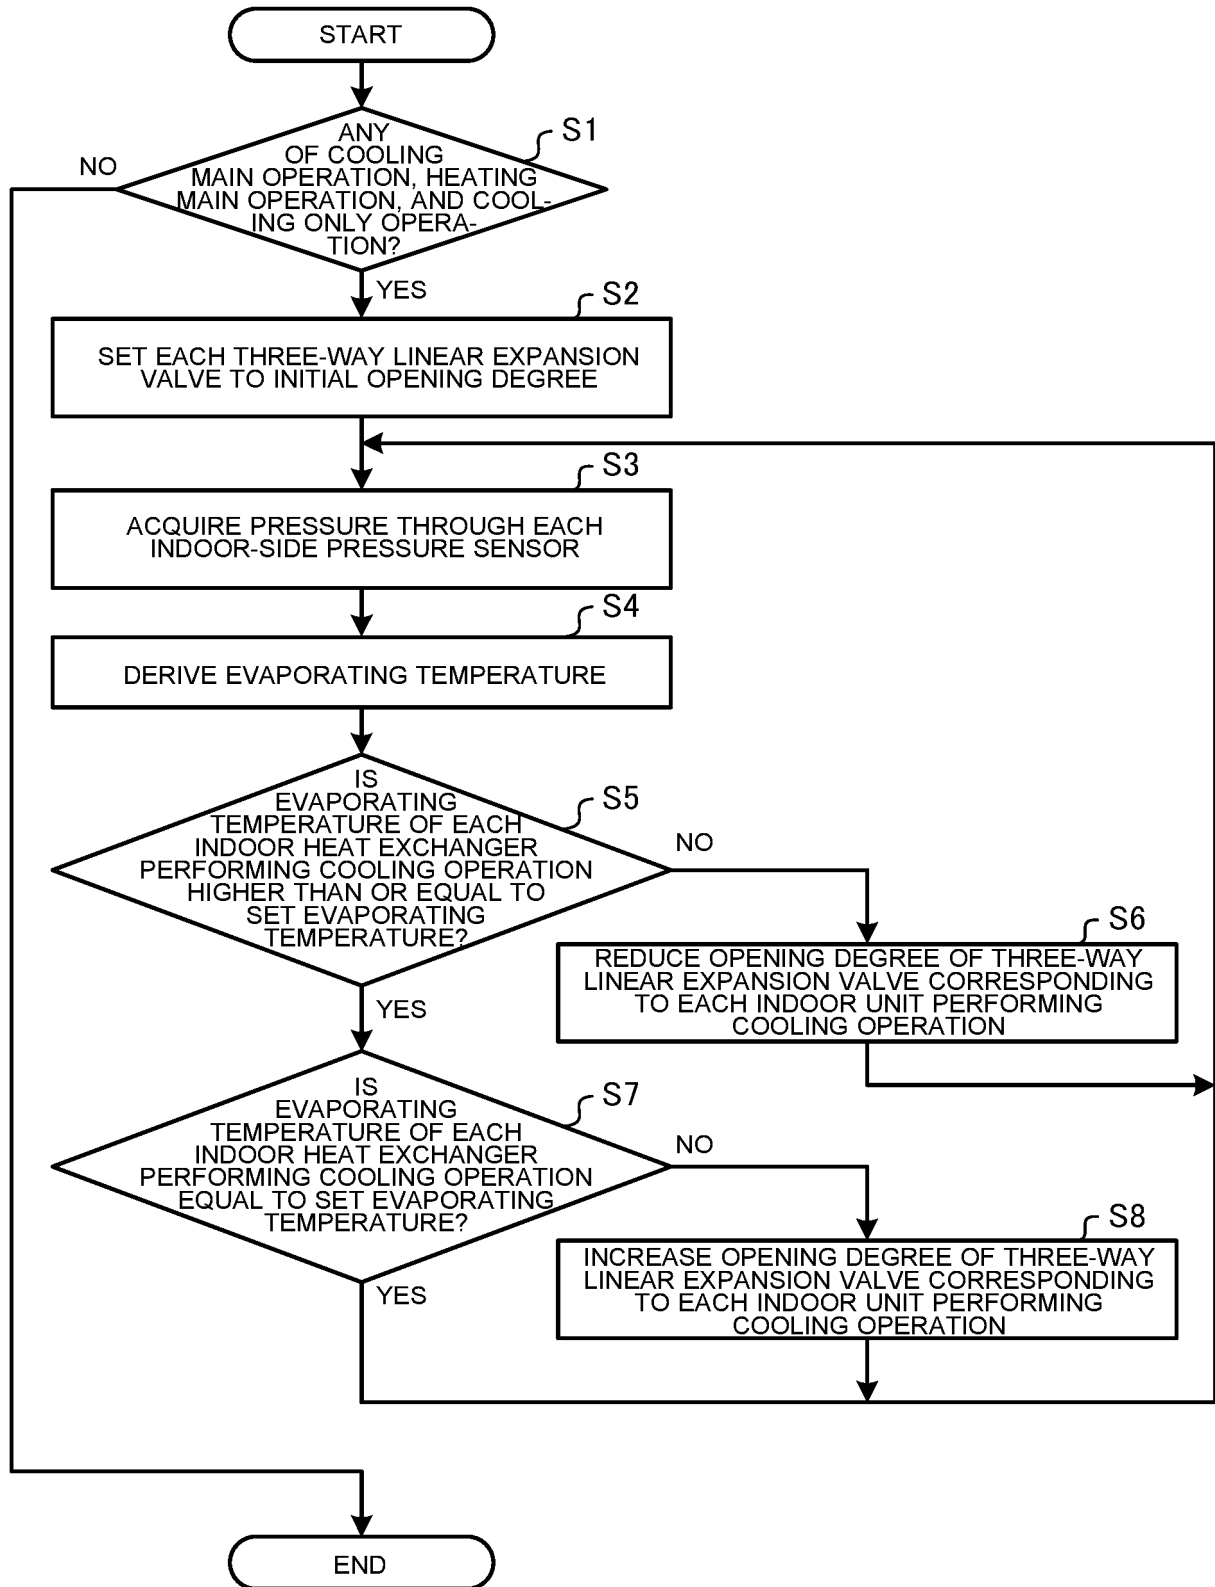 START
S1
ANY
OF COOLING
MAIN OPERATION, HEATING
MAIN OPERATION, AND COOL-
ING ONLY OPERA-
TION?
NO
YES
S2
SET EACH THREE-WAY LINEAR EXPANSION
VALVE TO INITIAL OPENING DEGREE
S3
ACQUIRE PRESSURE THROUGH EACH
INDOOR-SIDE PRESSURE SENSOR
S4
DERIVE EVAPORATING TEMPERATURE
S5
IS
EVAPORATING
TEMPERATURE OF EACH
INDOOR HEAT EXCHANGER
PERFORMING COOLING OPERATION
HIGHER THAN OR EQUAL TO
SET EVAPORATING
TEMPERATURE?
NO
YES
S6
REDUCE OPENING DEGREE OF THREE-WAY
LINEAR EXPANSION VALVE CORRESPONDING
TO EACH INDOOR UNIT PERFORMING
COOLING OPERATION
S7
IS
EVAPORATING
TEMPERATURE OF EACH
INDOOR HEAT EXCHANGER
PERFORMING COOLING OPERATION
EQUAL TO SET EVAPORATING
TEMPERATURE?
NO
YES
S8
INCREASE OPENING DEGREE OF THREE-WAY
LINEAR EXPANSION VALVE CORRESPONDING
TO EACH INDOOR UNIT PERFORMING
COOLING OPERATION
END